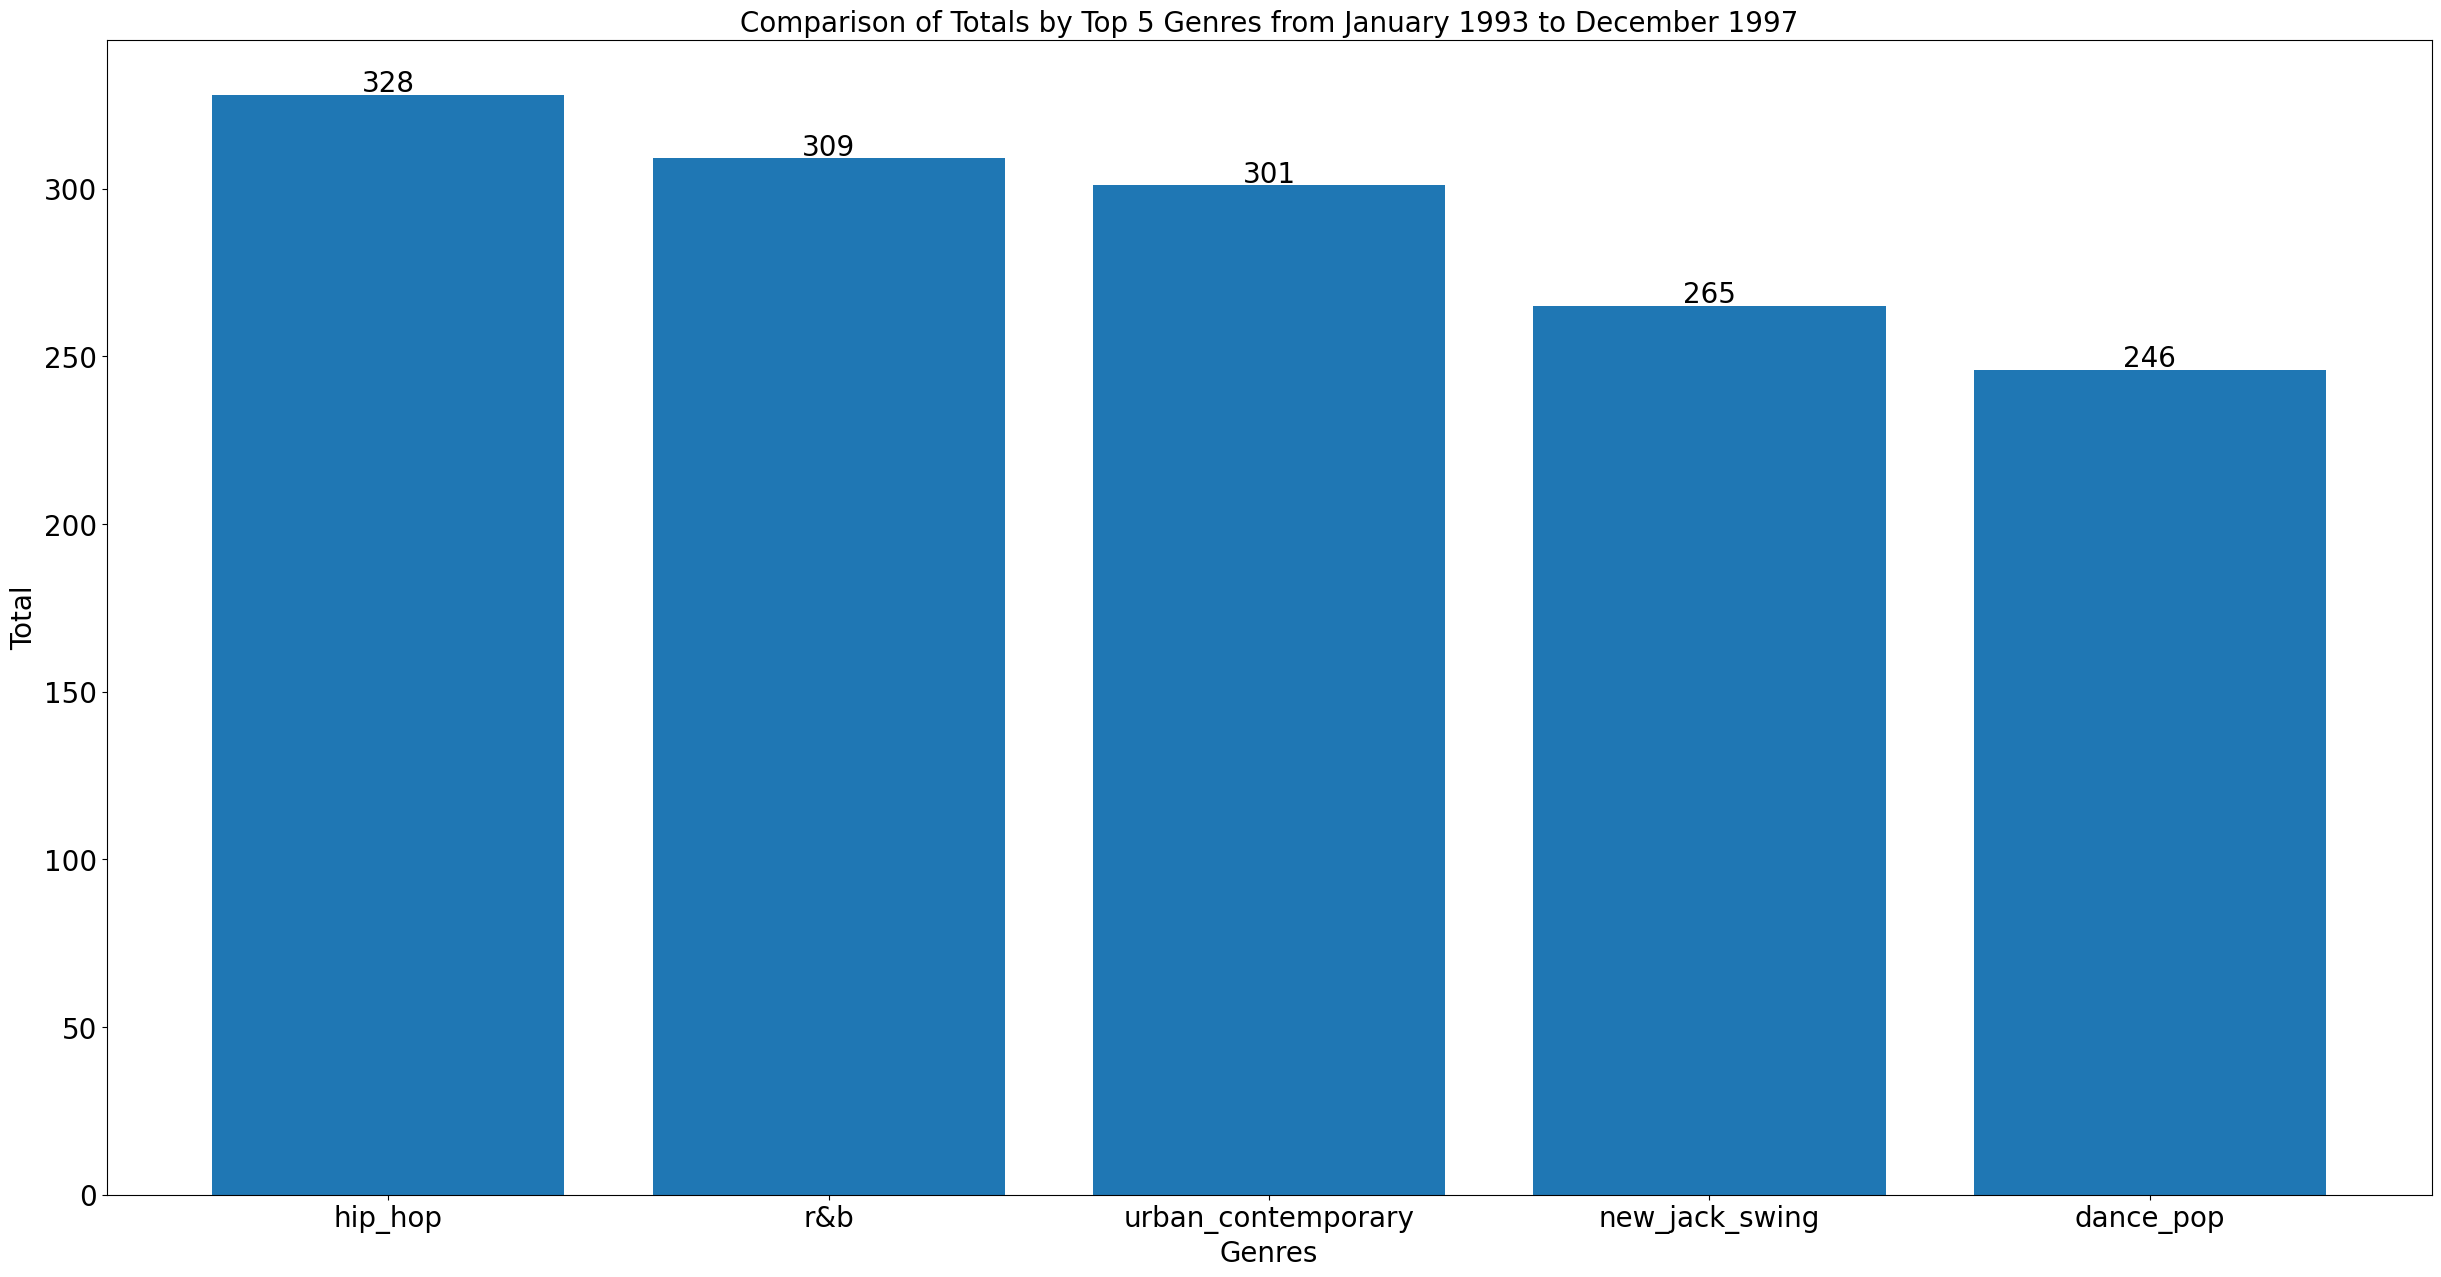 Comparison of Totals by Top 5 Genres from January 1993 to December 1997
328
309
301
265
246
300
250
200
150
100
50
0
Total
hip_hop
r&b
urban_contemporary
new_jack_swing
dance_pop
Genres